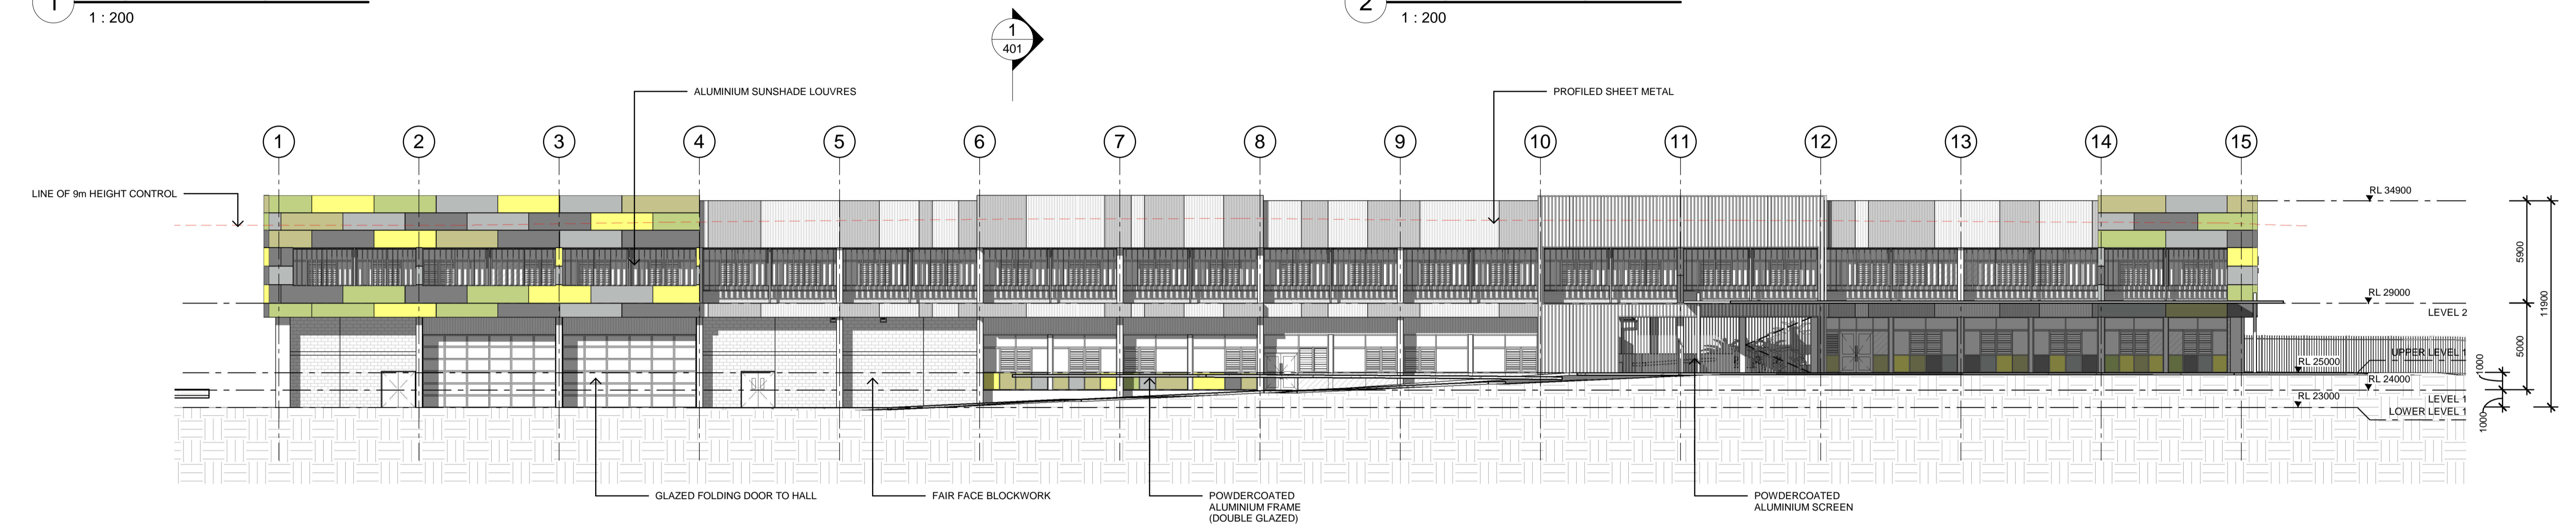 1
1 : 200
2
1 : 200
1
401
ALUMINIUM SUNSHADE LOUVRES
PROFILED SHEET METAL
1 2 3 4 5 6 7 8 9 10 11 12 13 14 15
LINE OF 9m HEIGHT CONTROL
RL 34900
5900
11900
RL 29000
LEVEL 2
5000
UPPER LEVEL 1
RL 25000
1000
RL 24000
LEVEL 1
RL 23000
LOWER LEVEL 1
1000
GLAZED FOLDING DOOR TO HALL
FAIR FACE BLOCKWORK
POWDERCOATED
ALUMINIUM FRAME
(DOUBLE GLAZED)
POWDERCOATED
ALUMINIUM SCREEN